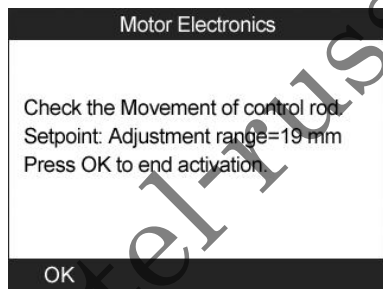 Motor Electronics
Check the Movement of control rod.
Setpoint: Adjustment range=19 mm
Press OK to end activation.
OK